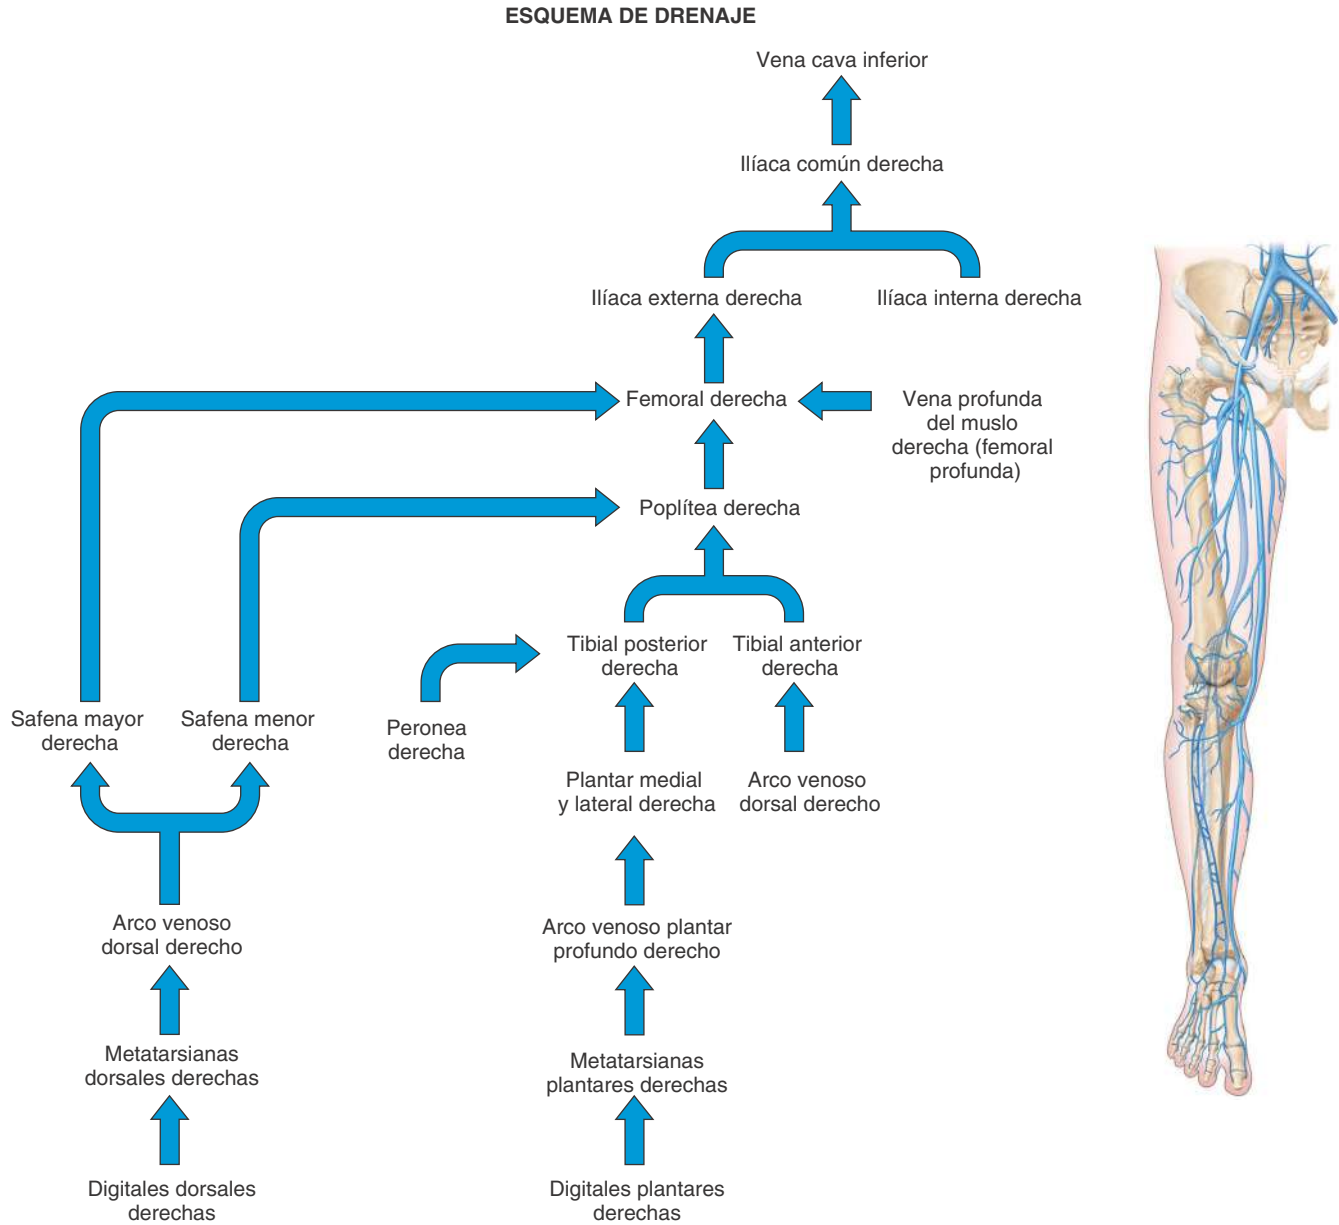 ESQUEMA DE DRENAJE
Vena cava inferior
Ilíaca común derecha
Ilíaca externa derecha
Ilíaca interna derecha
Femoral derecha
Vena profunda
del muslo
derecha (femoral
profunda)
Poplítea derecha
Tibial posterior
derecha
Tibial anterior
derecha
Safena mayor
derecha
Safena menor
derecha
Peronea
derecha
Plantar medial
y lateral derecha
Arco venoso
dorsal derecho
Arco venoso
dorsal derecho
Arco venoso plantar
profundo derecho
Metatarsianas
dorsales derechas
Metatarsianas
plantares derechas
Digitales dorsales
derechas
Digitales plantares
derechas